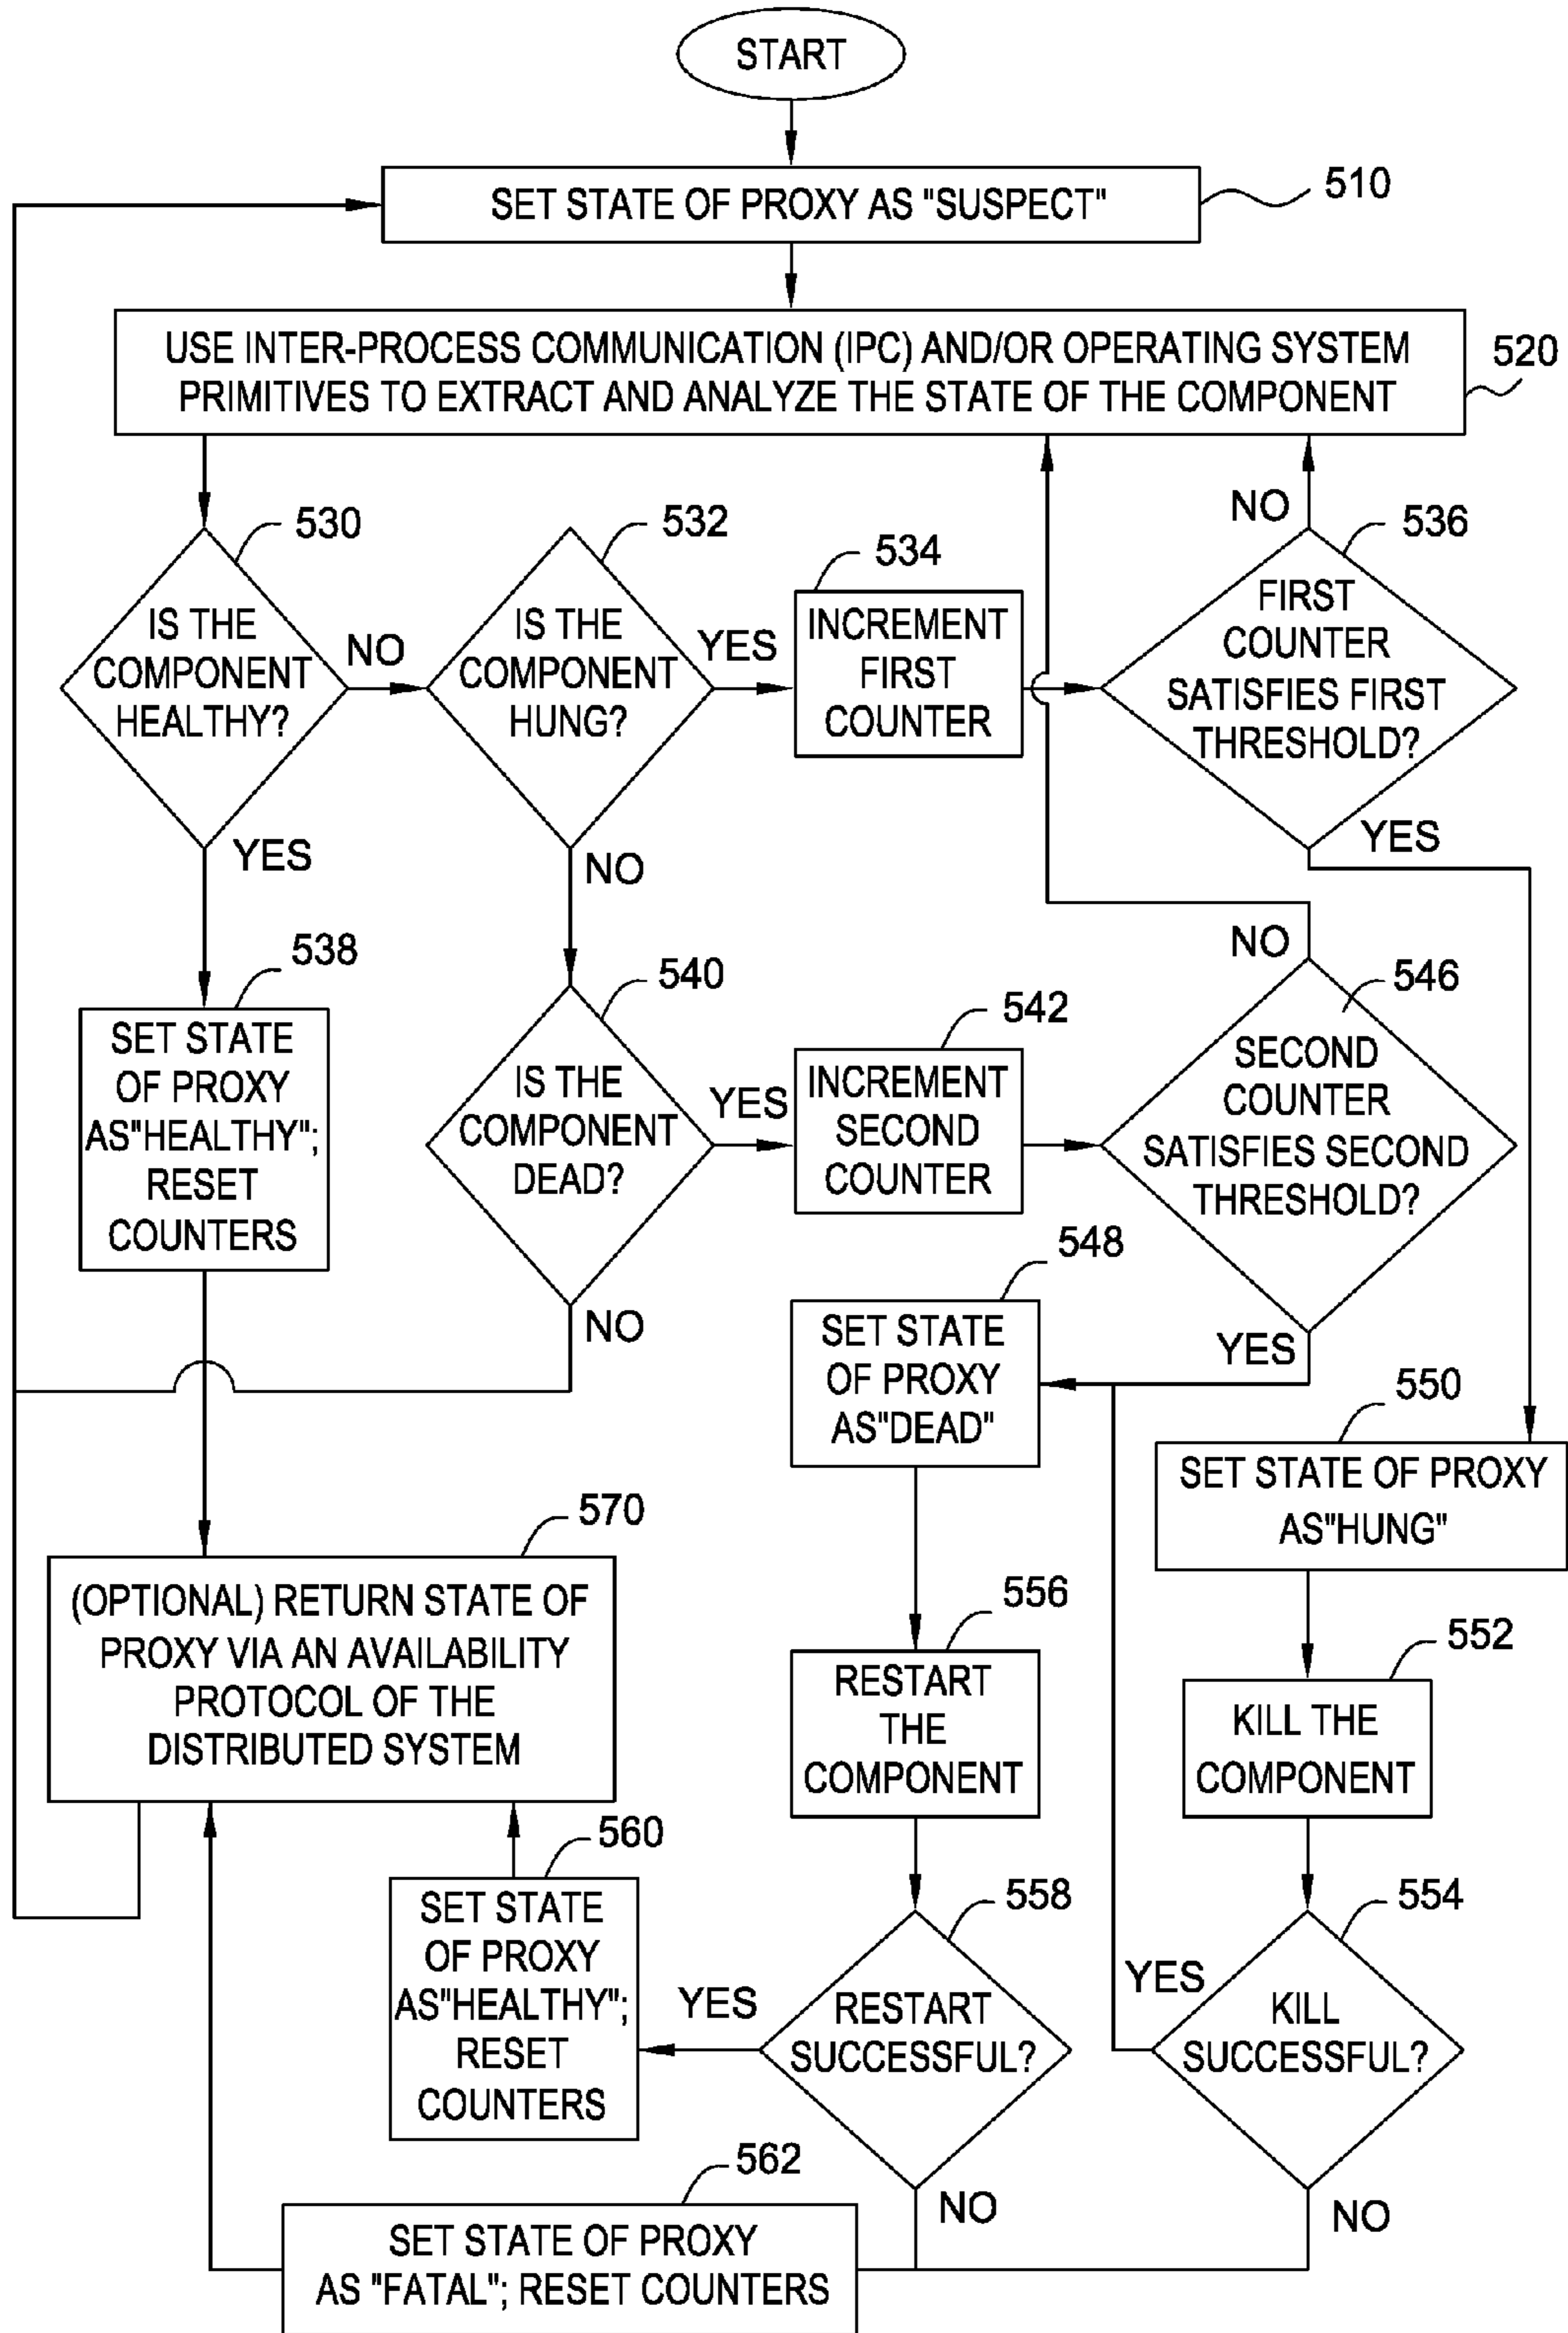 START
SET STATE OF PROXY AS "SUSPECT"
510
USE INTER-PROCESS COMMUNICATION (IPC) AND/OR OPERATING SYSTEM
PRIMITIVES TO EXTRACT AND ANALYZE THE STATE OF THE COMPONENT
520
530
IS THE
COMPONENT
HEALTHY?
NO
YES
532
IS THE
COMPONENT
HUNG?
YES
NO
534
INCREMENT
FIRST
COUNTER
NO
536
FIRST
COUNTER
SATISFIES FIRST
THRESHOLD?
YES
538
SET STATE
OF PROXY
AS"HEALTHY";
RESET
COUNTERS
540
IS THE
COMPONENT
DEAD?
YES
NO
542
INCREMENT
SECOND
COUNTER
NO
546
SECOND
COUNTER
SATISFIES SECOND
THRESHOLD?
YES
548
SET STATE
OF PROXY
AS"DEAD"
550
SET STATE OF PROXY
AS"HUNG"
570
(OPTIONAL) RETURN STATE OF
PROXY VIA AN AVAILABILITY
PROTOCOL OF THE
DISTRIBUTED SYSTEM
556
RESTART
THE
COMPONENT
552
KILL THE
COMPONENT
560
SET STATE
OF PROXY
AS"HEALTHY";
RESET
COUNTERS
558
YES
RESTART
SUCCESSFUL?
NO
554
YES
KILL
SUCCESSFUL?
NO
562
SET STATE OF PROXY
AS "FATAL"; RESET COUNTERS